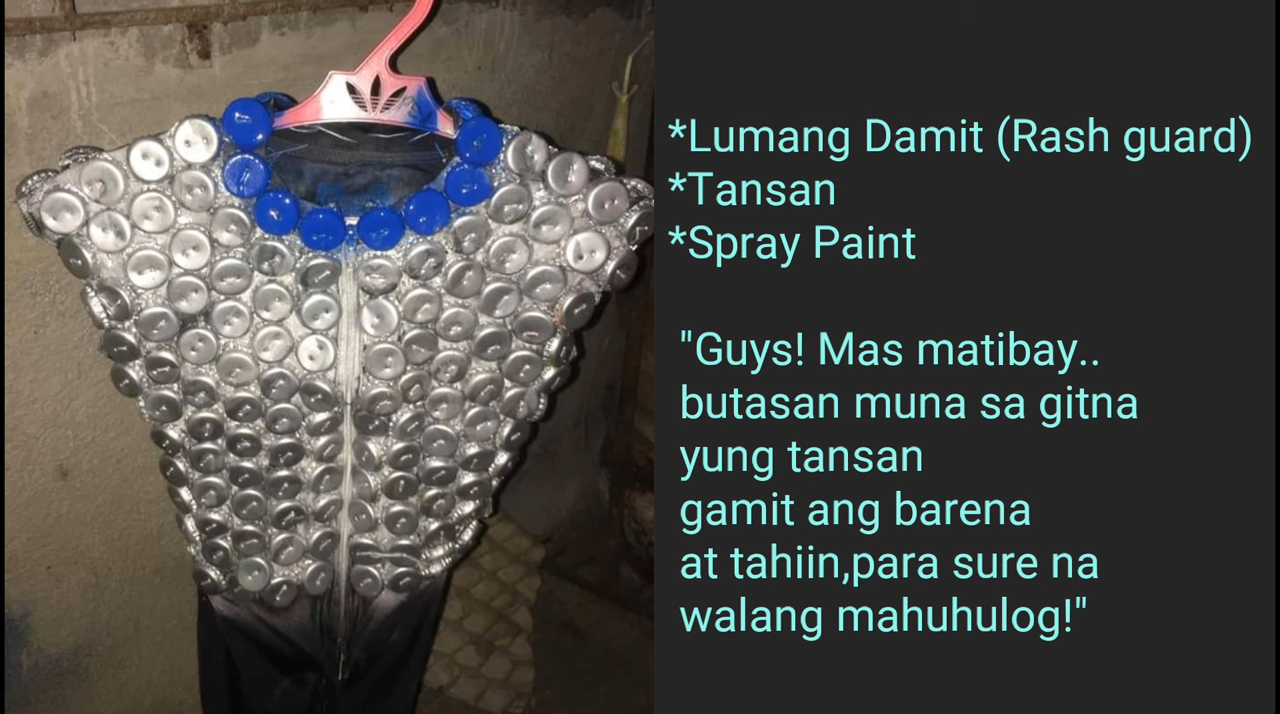 *Lumang Damit (Rash guard)
*Tansan
*Spray Paint
"Guys! Mas matibay..
butasan muna sa gitna
yung tansan
gamit ang barena
at tahiin,para sure na
walang mahuhulog!"